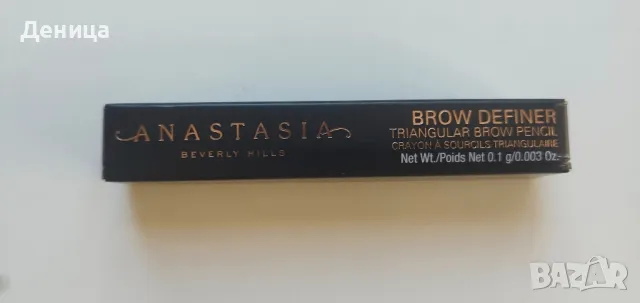 Деница
ANASTASIA
BEVERLY HILLS
BROW DEFINER
TRIANGULAR BROW PENCIL
CRAYON À SOURCILS TRIANGULAIRE
Net Wt./Poids Net 0.1 g/0.003 Oz.
BAZAR